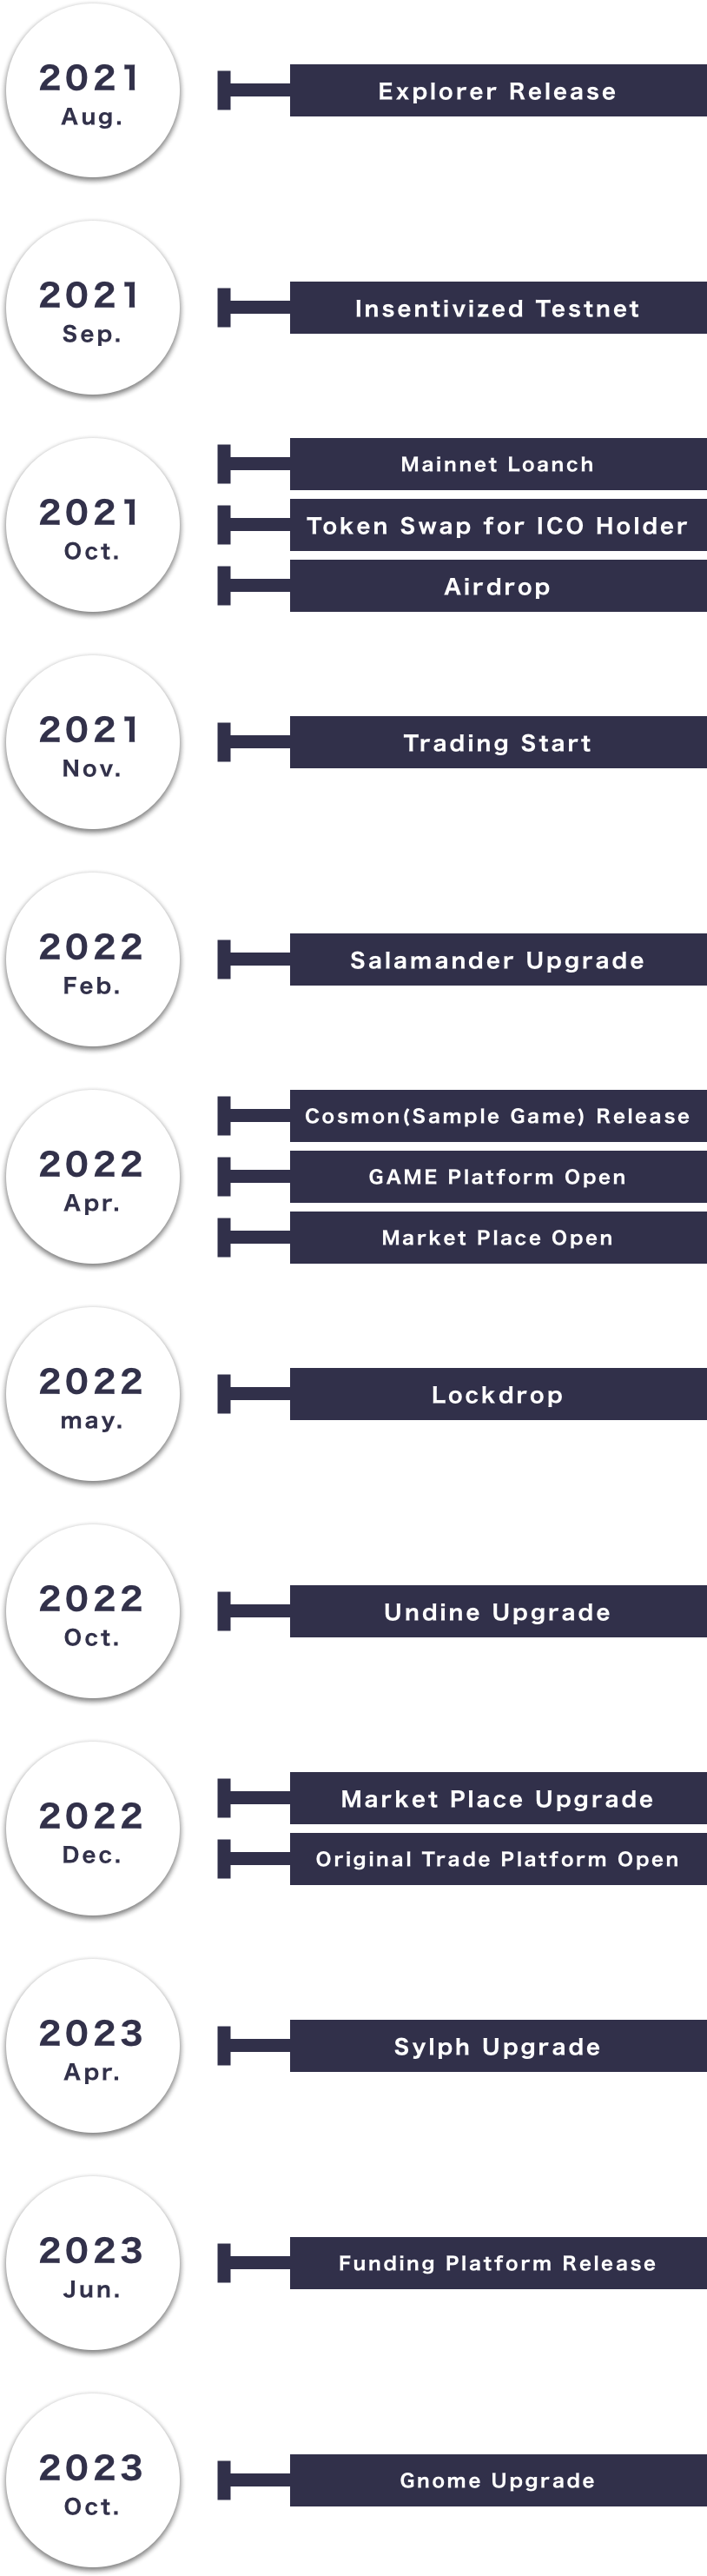 2021
Aug.
Explorer Release
2021
Sep.
Insentivized Testnet
2021
Oct.
Mainnet Loanch
Token Swap for ICO Holder
Airdrop
2021
Nov.
Trading Start
2022
Feb.
Salamander Upgrade
2022
Apr.
Cosmon(Sample Game) Release
GAME Platform Open
Market Place Open
2022
may.
Lockdrop
2022
Oct.
Undine Upgrade
2022
Dec.
Market Place Upgrade
Original Trade Platform Open
2023
Apr.
Sylph Upgrade
2023
Jun.
Funding Platform Release
2023
Oct.
Gnome Upgrade